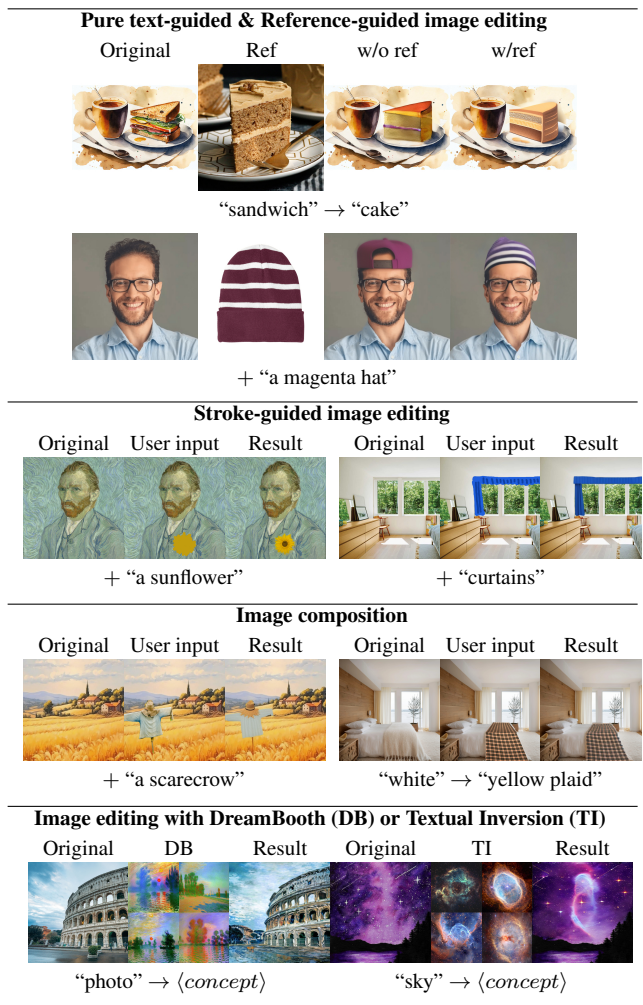 Pure text-guided & Reference-guided image editing
Original Ref w/o ref w/ref
“sandwich” → “cake”
+ “a magenta hat”
Stroke-guided image editing
Original User input Result Original User input Result
+ “a sunflower” + “curtains”
Image composition
Original User input Result Original User input Result
+ “a scarecrow” “white” → “yellow plaid”
Image editing with DreamBooth (DB) or Textual Inversion (TI)
Original DB Result Original TI Result
“photo” → ⟨concept⟩ “sky” → ⟨concept⟩